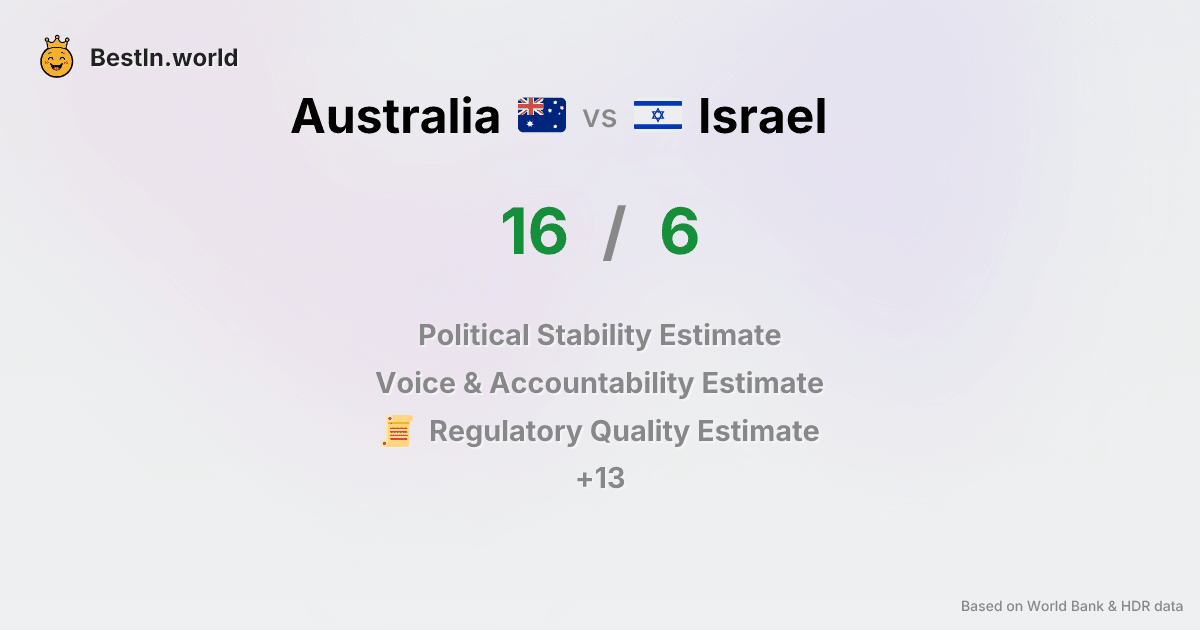 BestIn.world
Australia vs Israel
16 / 6
Political Stability Estimate
Voice & Accountability Estimate
Regulatory Quality Estimate
+13
Based on World Bank & HDR data